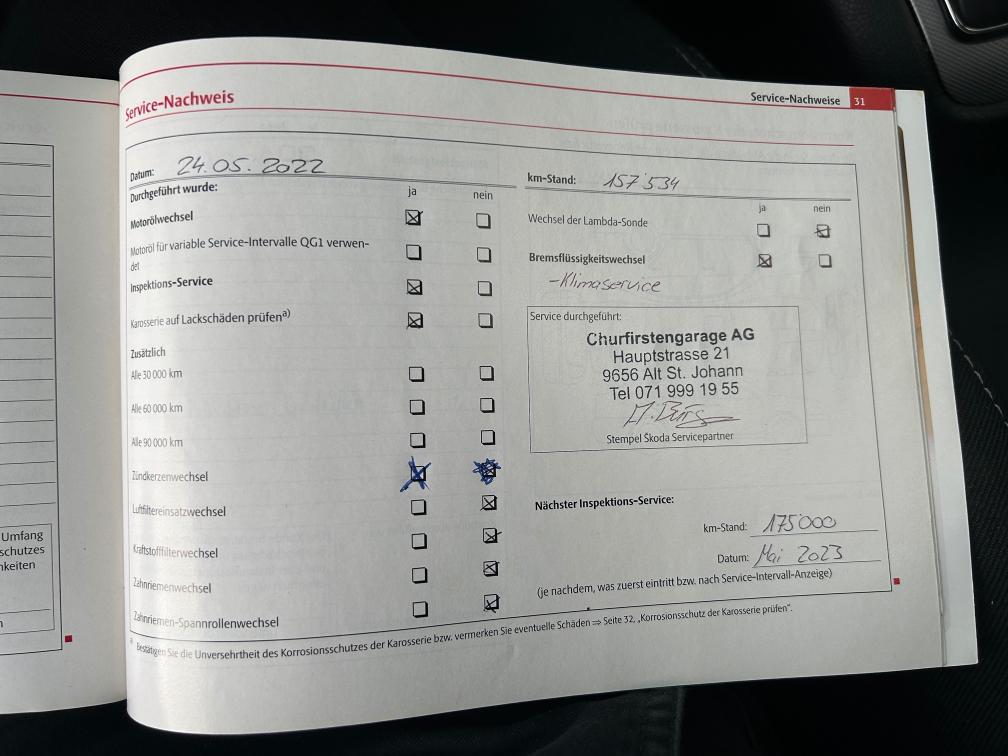 Service-Nachweis
Service-Nachweise 31
Datum: 24.05.2022
Durchgeführt wurde: ja nein
Motorölwechsel
Motoröl für variable Service-Intervalle QG1 verwen-
det
Inspektions-Service
Karosserie auf Lackschäden prüfen a)
Zusätzlich
Alle 30 000 km
Alle 60 000 km
Alle 90 000 km
Zündkerzenwechsel
Luftfiltereinsatzwechsel
Kraftstofffilterwechsel
Zahnriemenwechsel
Zahnriemen-Spannrollenwechsel
km-Stand: 157'534
ja nein
Wechsel der Lambda-Sonde
Bremsflüssigkeitswechsel
-Klimaservice
Service durchgeführt:
Churfirstengarage AG
Hauptstrasse 21
9656 Alt St. Johann
Tel 071 999 19 55
Stempel Škoda Servicepartner
Nächster Inspektions-Service:
km-Stand: 175'000
Datum: Mai 2023
(je nachdem, was zuerst eintritt bzw. nach Service-Intervall-Anzeige)
a) Bestätigen Sie die Unversehrtheit des Korrosionsschutzes der Karosserie bzw. vermerken Sie eventuelle Schäden ⇒ Seite 32, „Korrosionsschutz der Karosserie prüfen“.
Umfang
schutzes
nkeiten